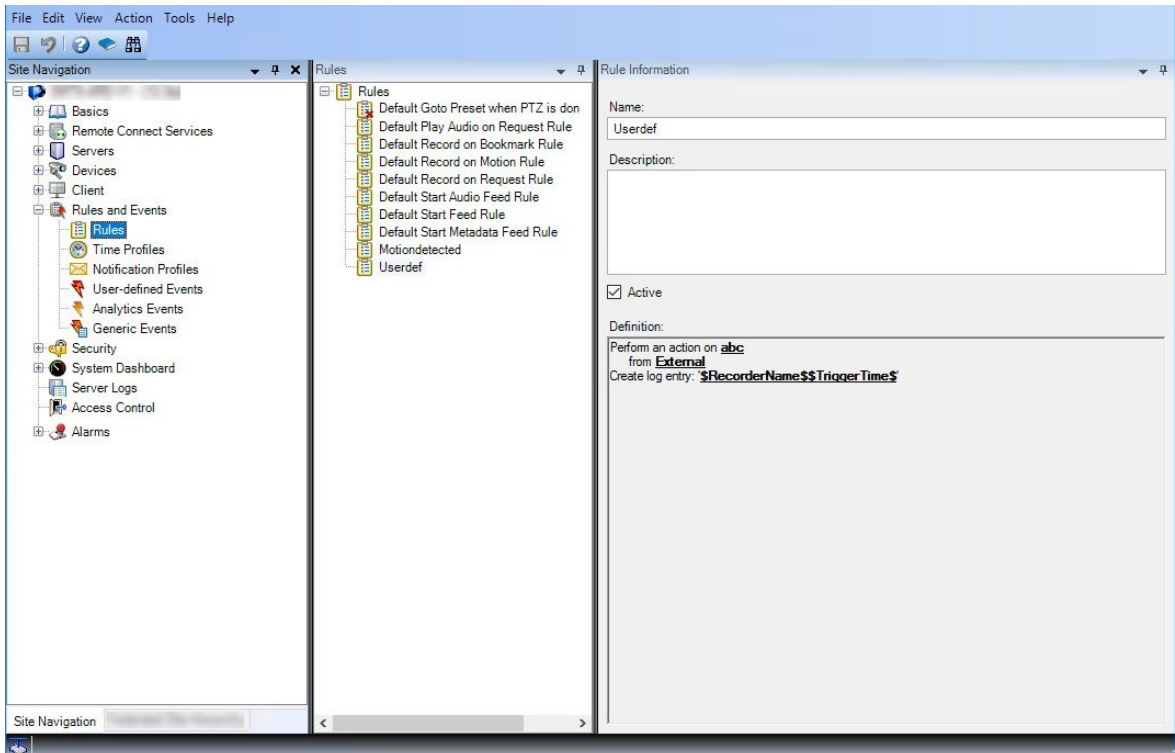 File Edit View Action Tools Help
Site Navigation
Basics
Remote Connect Services
Servers
Devices
Client
Rules and Events
Rules
Time Profiles
Notification Profiles
User-defined Events
Analytics Events
Generic Events
Security
System Dashboard
Server Logs
Access Control
Alarms
Site Navigation
Rules
Rules
Default Goto Preset when PTZ is don
Default Play Audio on Request Rule
Default Record on Bookmark Rule
Default Record on Motion Rule
Default Record on Request Rule
Default Start Audio Feed Rule
Default Start Feed Rule
Default Start Metadata Feed Rule
Motiondetected
Userdef
Rule Information
Name:
Userdef
Description:
Active
Definition:
Perform an action on abc
from External
Create log entry: '$RecorderName$$TriggerTime$'